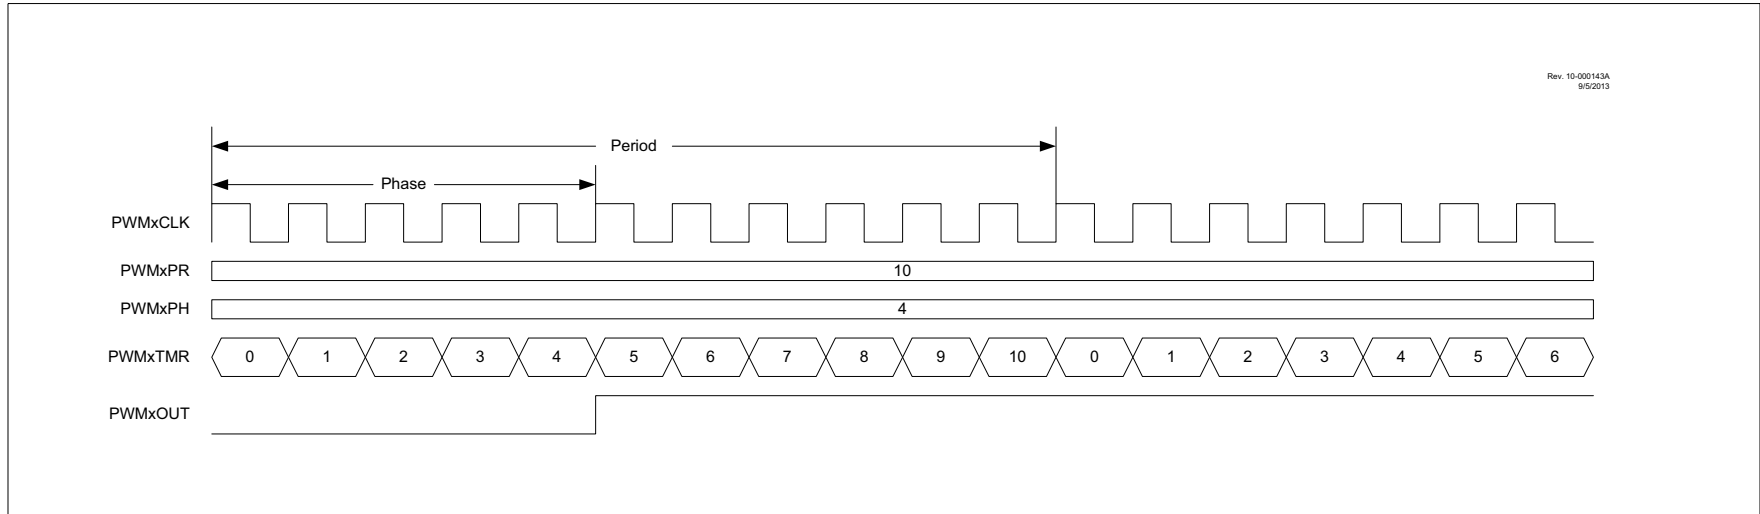 Rev. 10-000143A
9/5/2013
Period
Phase
PWMxCLK
PWMxPR
10
PWMxPH
4
PWMxTMR
0 1 2 3 4 5 6 7 8 9 10 0 1 2 3 4 5 6
PWMxOUT